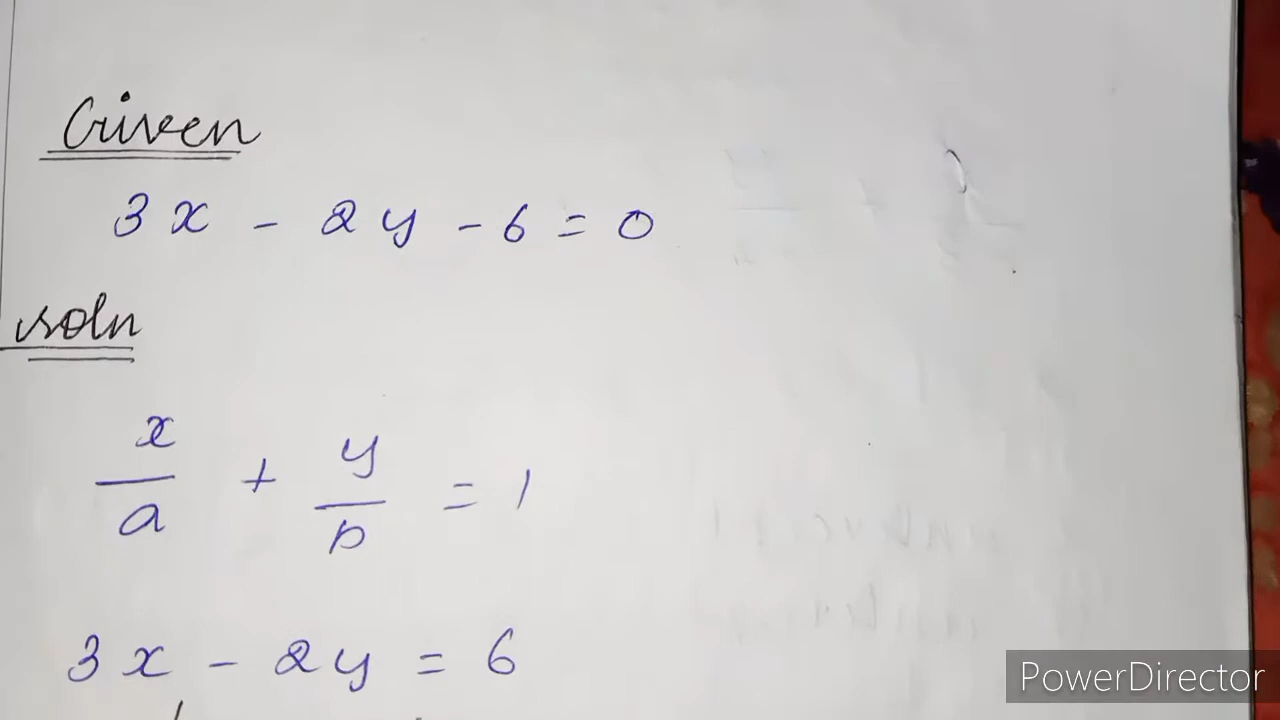 Given
3x - 2y - 6 = 0
soln
x/a + y/b = 1
3x - 2y = 6
PowerDirector